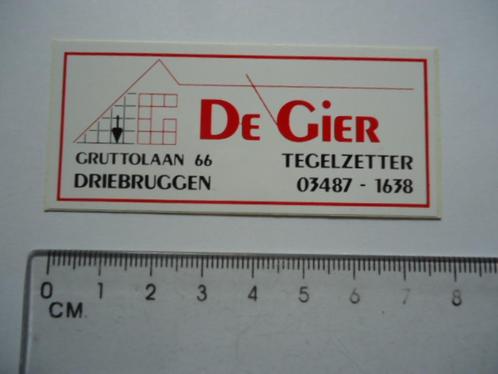 DE GIER
GRUTTOLAAN 66 TEGELZETTER
DRIEBRUGGEN 03487 - 1638
0 1 2 3 4 5 6 7 8
CM